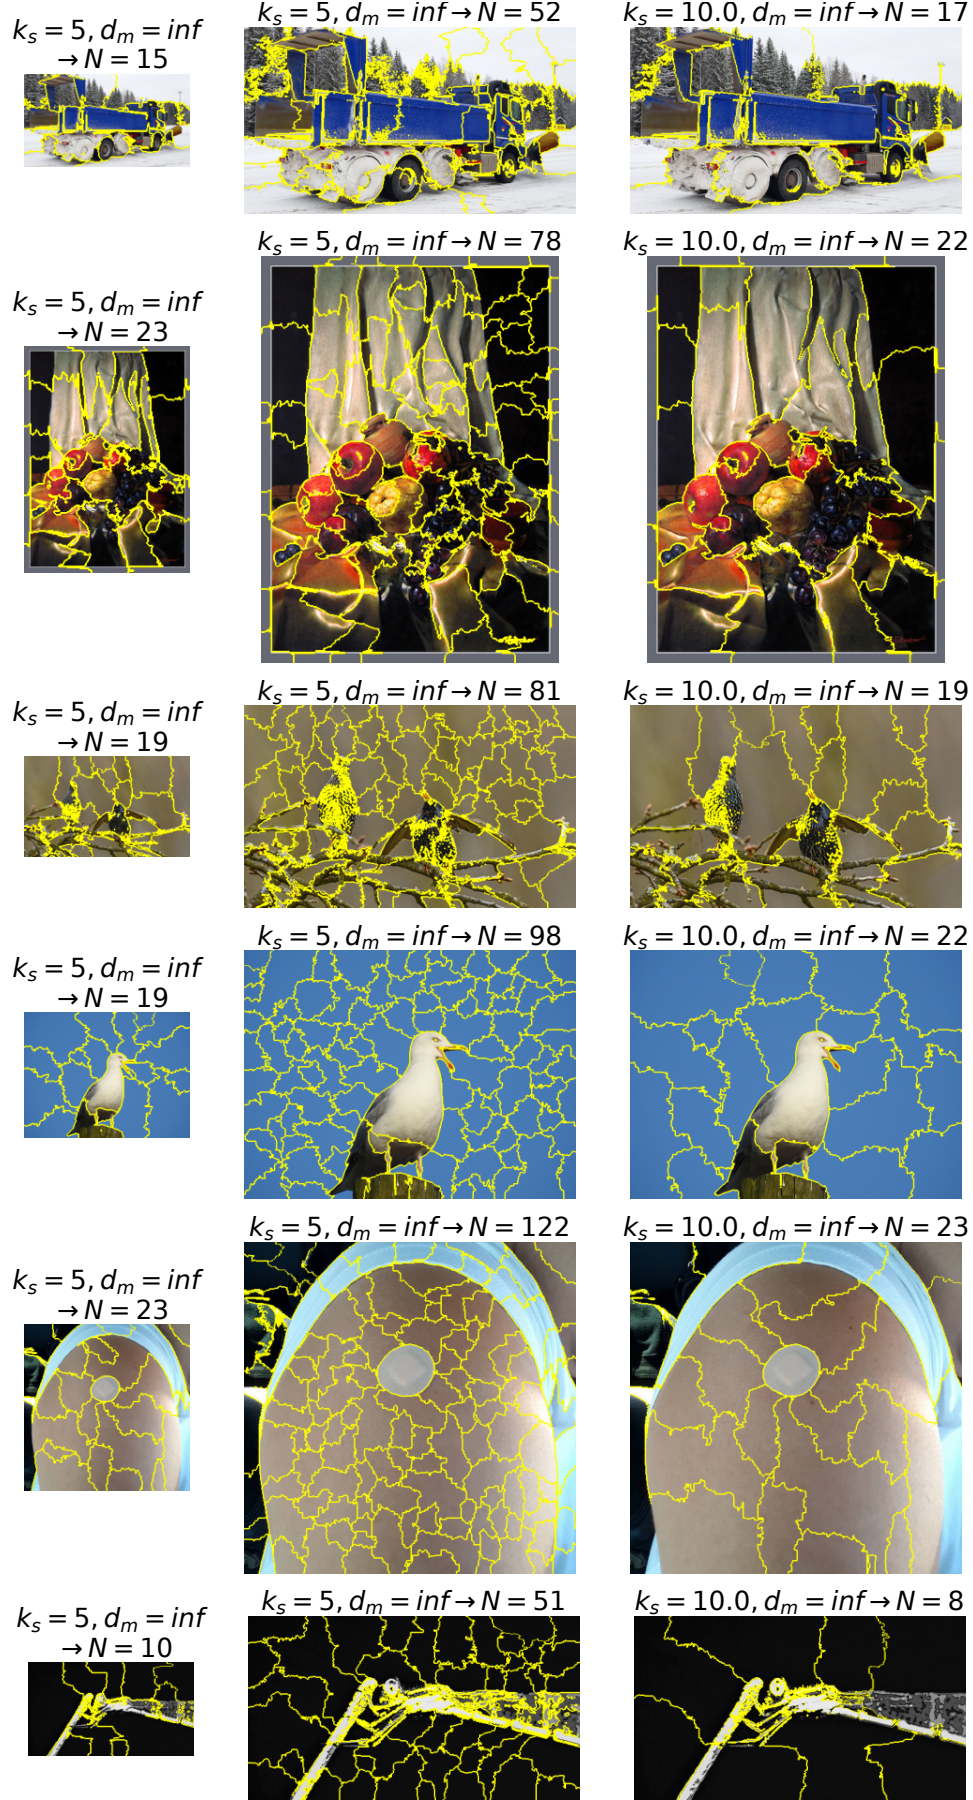 k_s = 5, d_m = inf
→ N = 15
k_s = 5, d_m = inf → N = 52
k_s = 10.0, d_m = inf → N = 17
k_s = 5, d_m = inf
→ N = 23
k_s = 5, d_m = inf → N = 78
k_s = 10.0, d_m = inf → N = 22
k_s = 5, d_m = inf
→ N = 19
k_s = 5, d_m = inf → N = 81
k_s = 10.0, d_m = inf → N = 19
k_s = 5, d_m = inf
→ N = 19
k_s = 5, d_m = inf → N = 98
k_s = 10.0, d_m = inf → N = 22
k_s = 5, d_m = inf
→ N = 23
k_s = 5, d_m = inf → N = 122
k_s = 10.0, d_m = inf → N = 23
k_s = 5, d_m = inf
→ N = 10
k_s = 5, d_m = inf → N = 51
k_s = 10.0, d_m = inf → N = 8